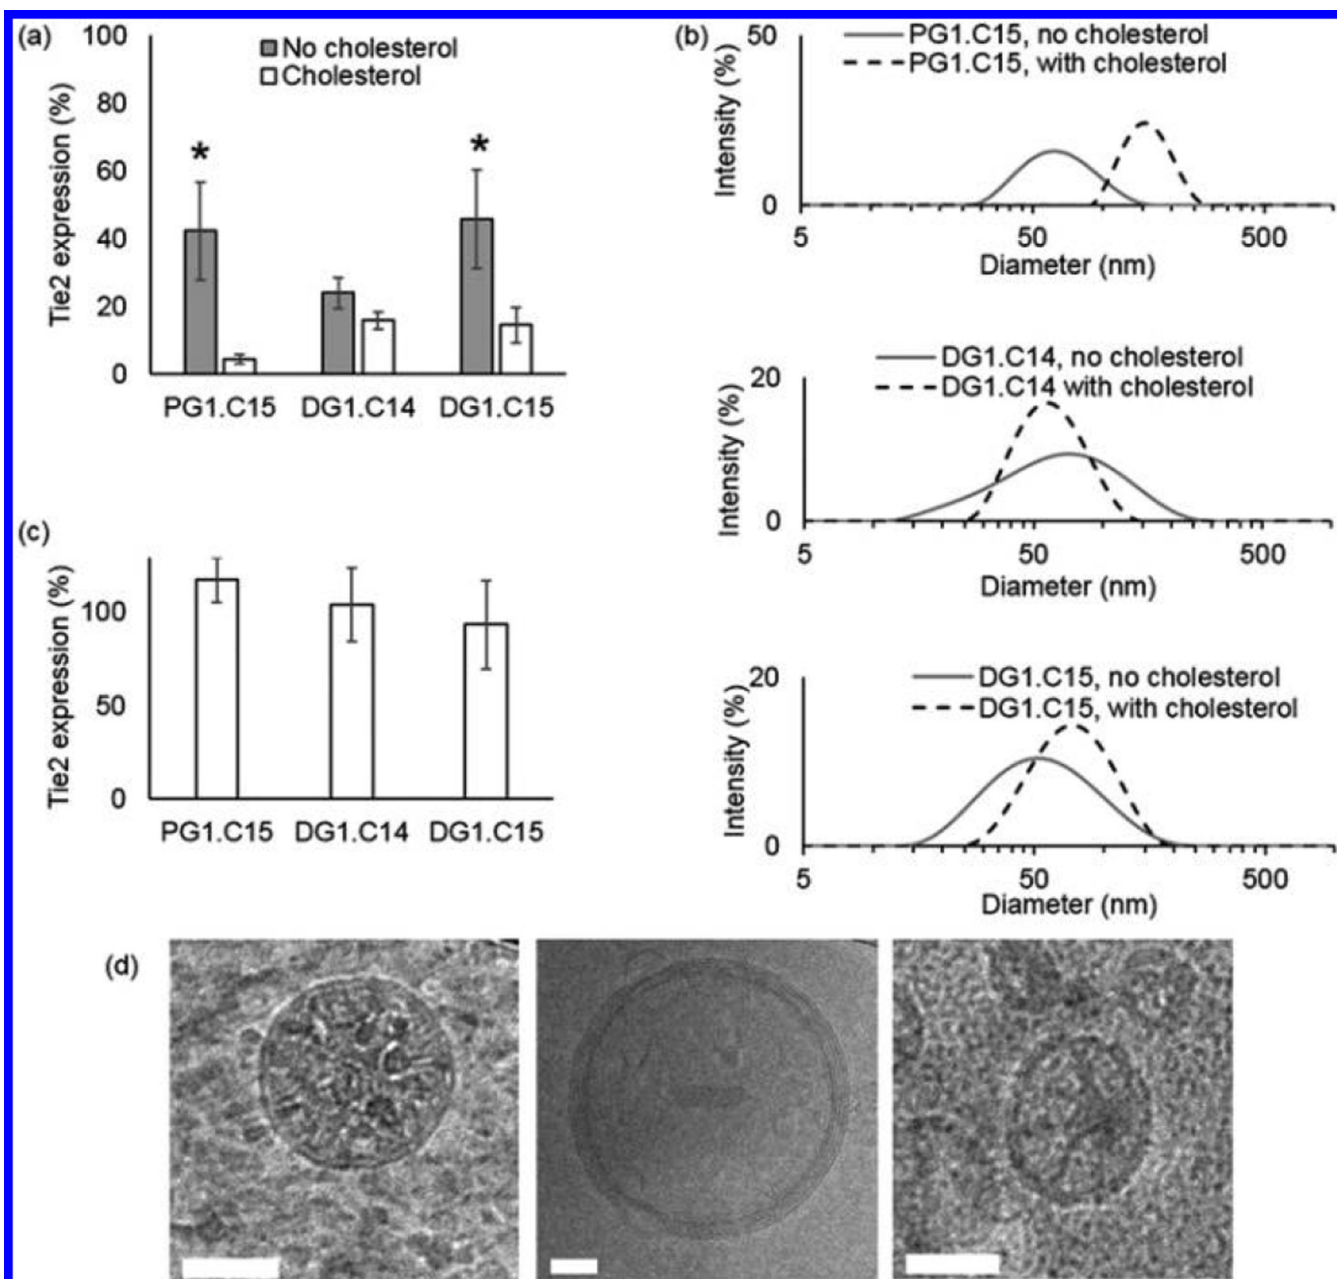 (a)
100
80
60
40
20
0
Tie2 expression (%)
No cholesterol
Cholesterol
*
*
PG1.C15 DG1.C14 DG1.C15
(b)
50
0
Intensity (%)
PG1.C15, no cholesterol
PG1.C15, with cholesterol
5 50 500
Diameter (nm)
20
0
Intensity (%)
DG1.C14, no cholesterol
DG1.C14 with cholesterol
5 50 500
Diameter (nm)
20
0
Intensity (%)
DG1.C15, no cholesterol
DG1.C15, with cholesterol
5 50 500
Diameter (nm)
(c)
100
50
0
Tie2 expression (%)
PG1.C15 DG1.C14 DG1.C15
(d)